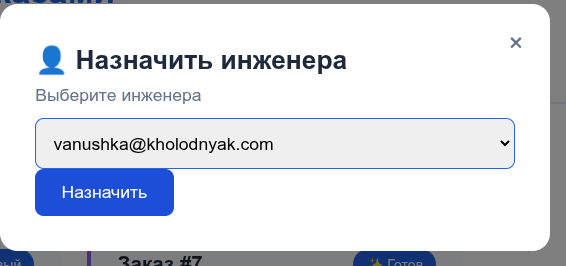 ×
👤 Назначить инженера
Выберите инженера
vanushka@kholodnyak.com
Назначить
Заказ #7
✨ Готов